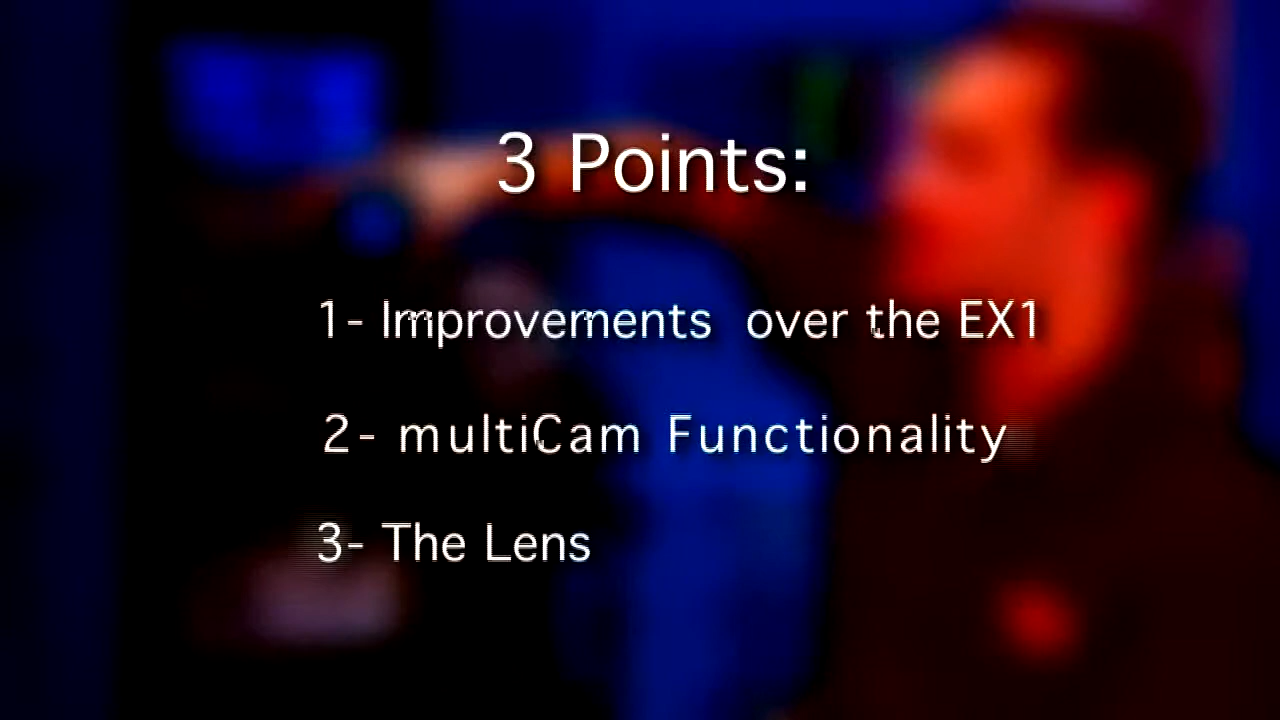 3 Points:
1- Improvements over the EX1
2- multiCam Functionality
3- The Lens